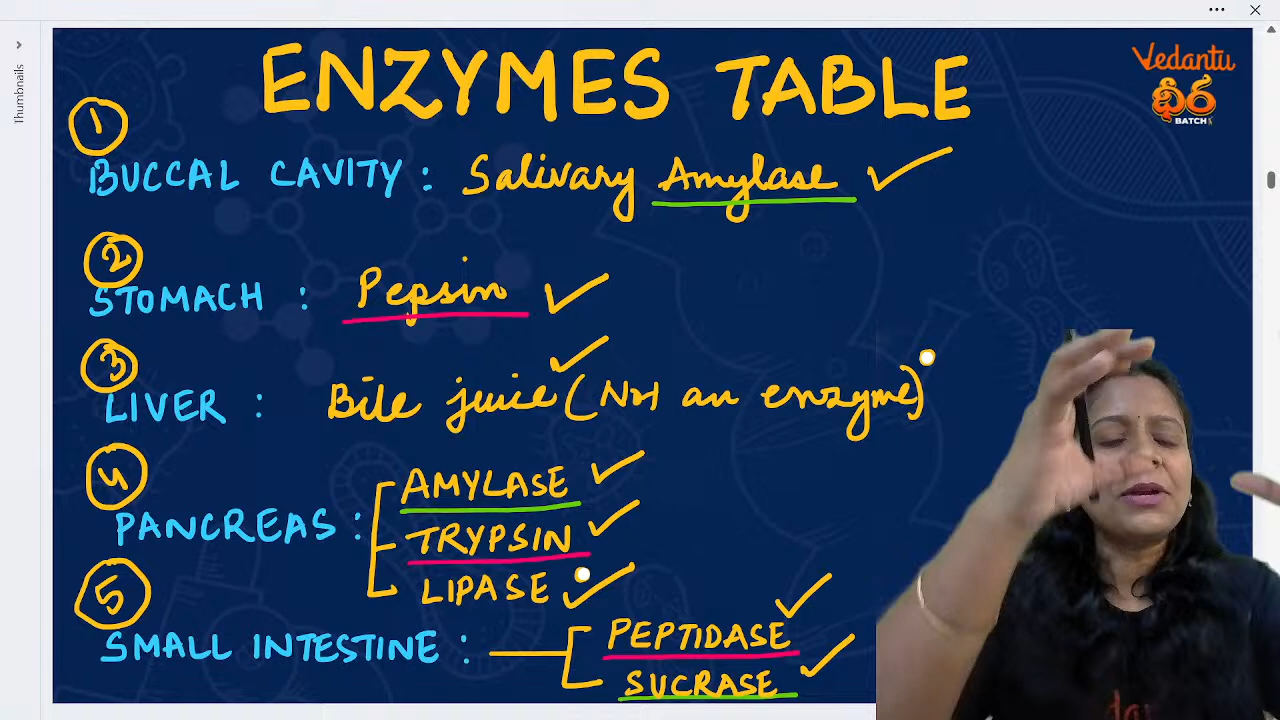 Thumbnails
ENZYMES TABLE
Vedantu
ధీర
BATCH
1
BUCCAL CAVITY : Salivary Amylase
2
STOMACH : Pepsin
3
LIVER : Bile juice (Not an enzyme)
4
PANCREAS : AMYLASE
TRYPSIN
LIPASE
5
SMALL INTESTINE : PEPTIDASE
SUCRASE